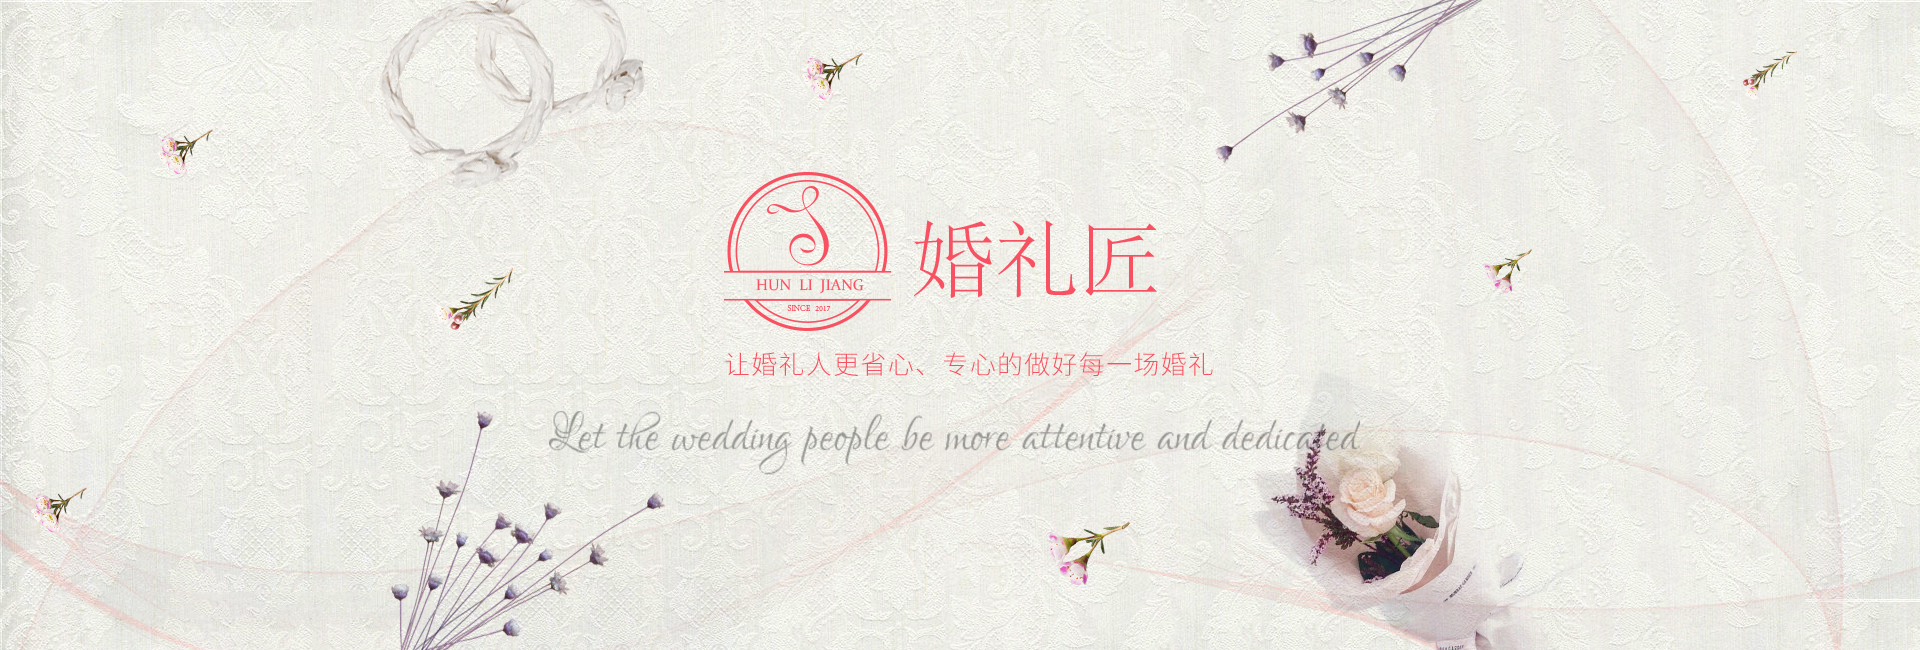 HUN LI JIANG
SINCE 2017
婚礼匠
让婚礼人更省心、专心的做好每一场婚礼
Let the wedding people be more attentive and dedicated